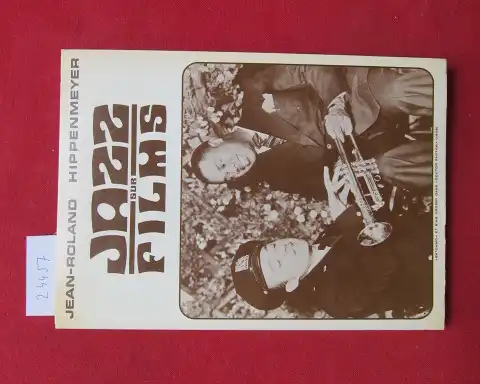 JEAN-ROLAND HIPPENMEYER
JAZZ
SUR
FILMS
24457